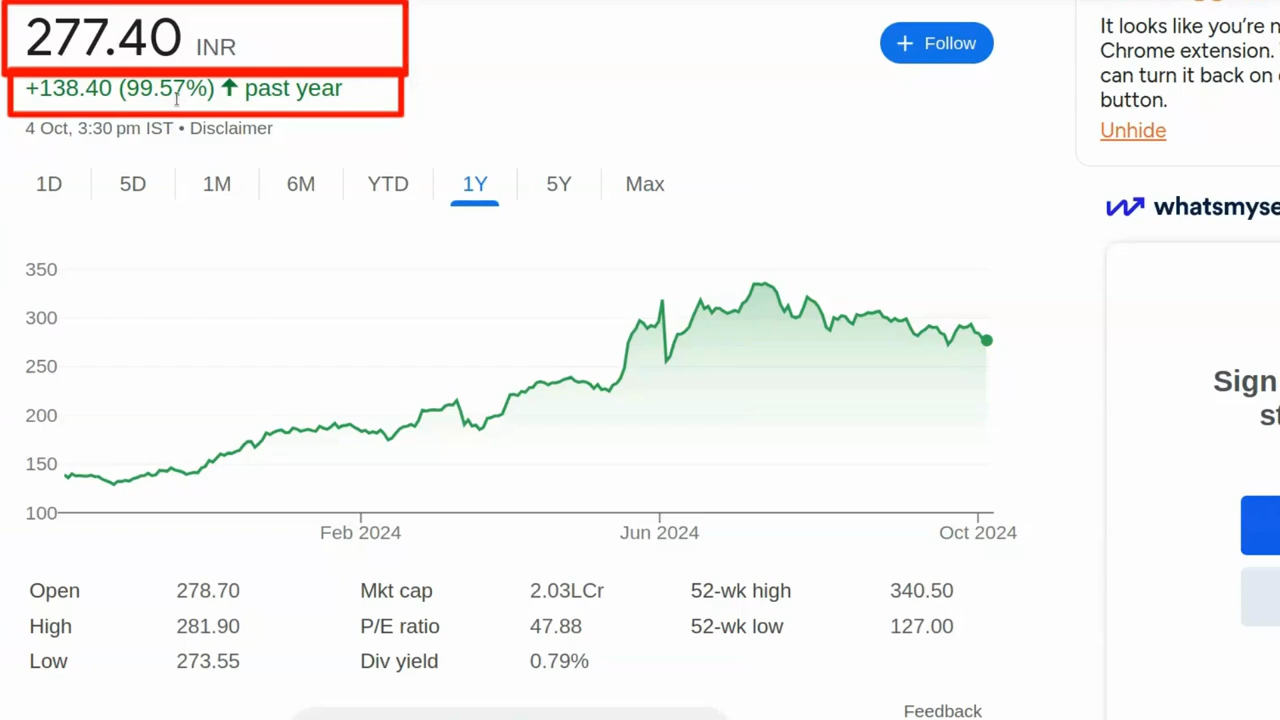 277.40 INR
+138.40 (99.57%) ↑ past year
4 Oct, 3:30 pm IST • Disclaimer
+ Follow
1D 5D 1M 6M YTD 1Y 5Y Max
350
300
250
200
150
100
Feb 2024 Jun 2024 Oct 2024
Open 278.70 Mkt cap 2.03LCr 52-wk high 340.50
High 281.90 P/E ratio 47.88 52-wk low 127.00
Low 273.55 Div yield 0.79%
Feedback
It looks like you're n
Chrome extension.
can turn it back on
button.
Unhide
whatsmyse
Sign
st